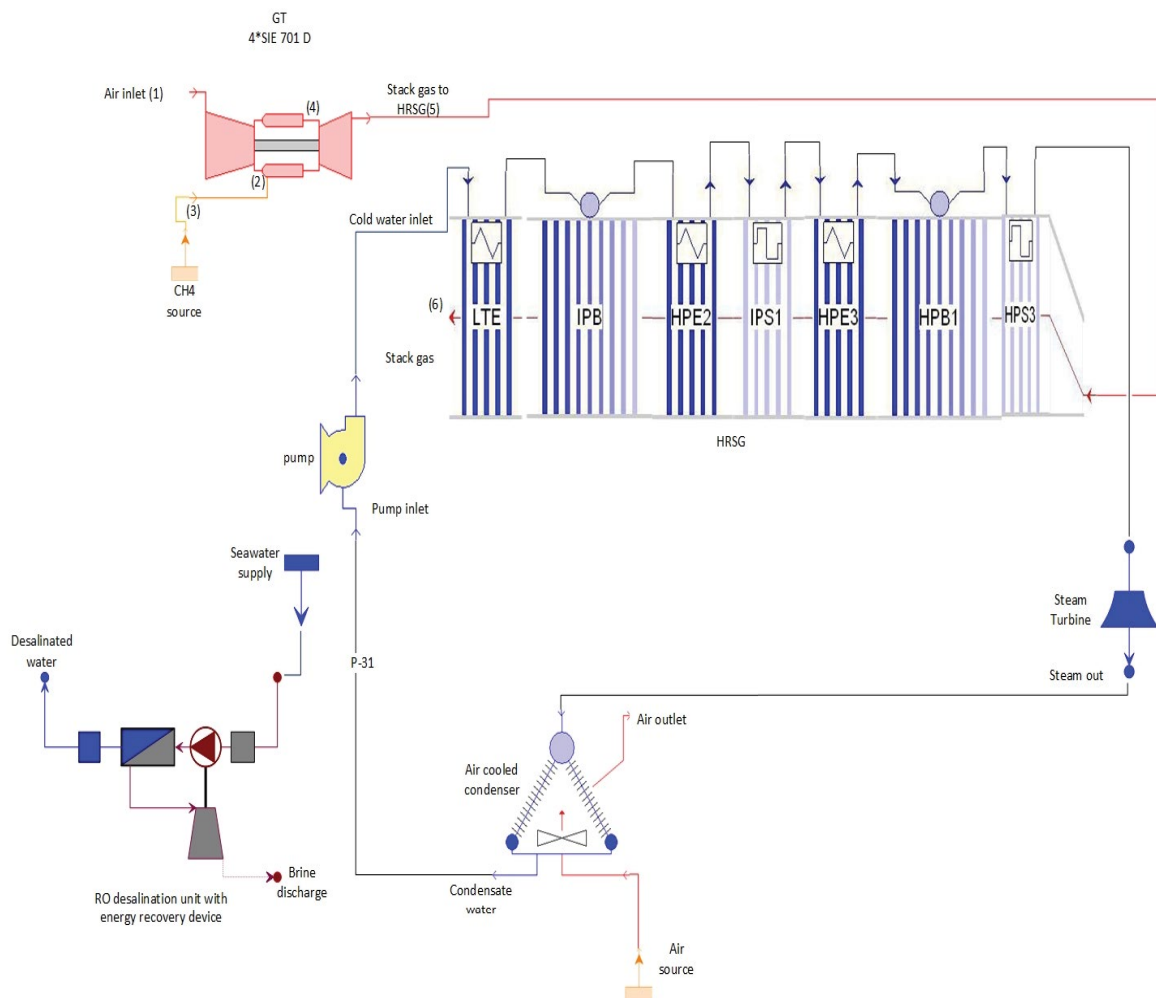 GT
4*SIE 701 D
Air inlet (1)
(4)
Stack gas to
HRSG(5)
(2)
(3)
CH4
source
Cold water inlet
(6)
LTE
IPB
HPE2
IPS1
HPE3
HPB1
HPS3
Stack gas
HRSG
pump
Pump inlet
Seawater
supply
Desalinated
water
P-31
Steam
Turbine
Steam out
Air outlet
Air cooled
condenser
Brine
discharge
RO desalination unit with
energy recovery device
Condensate
water
Air
source